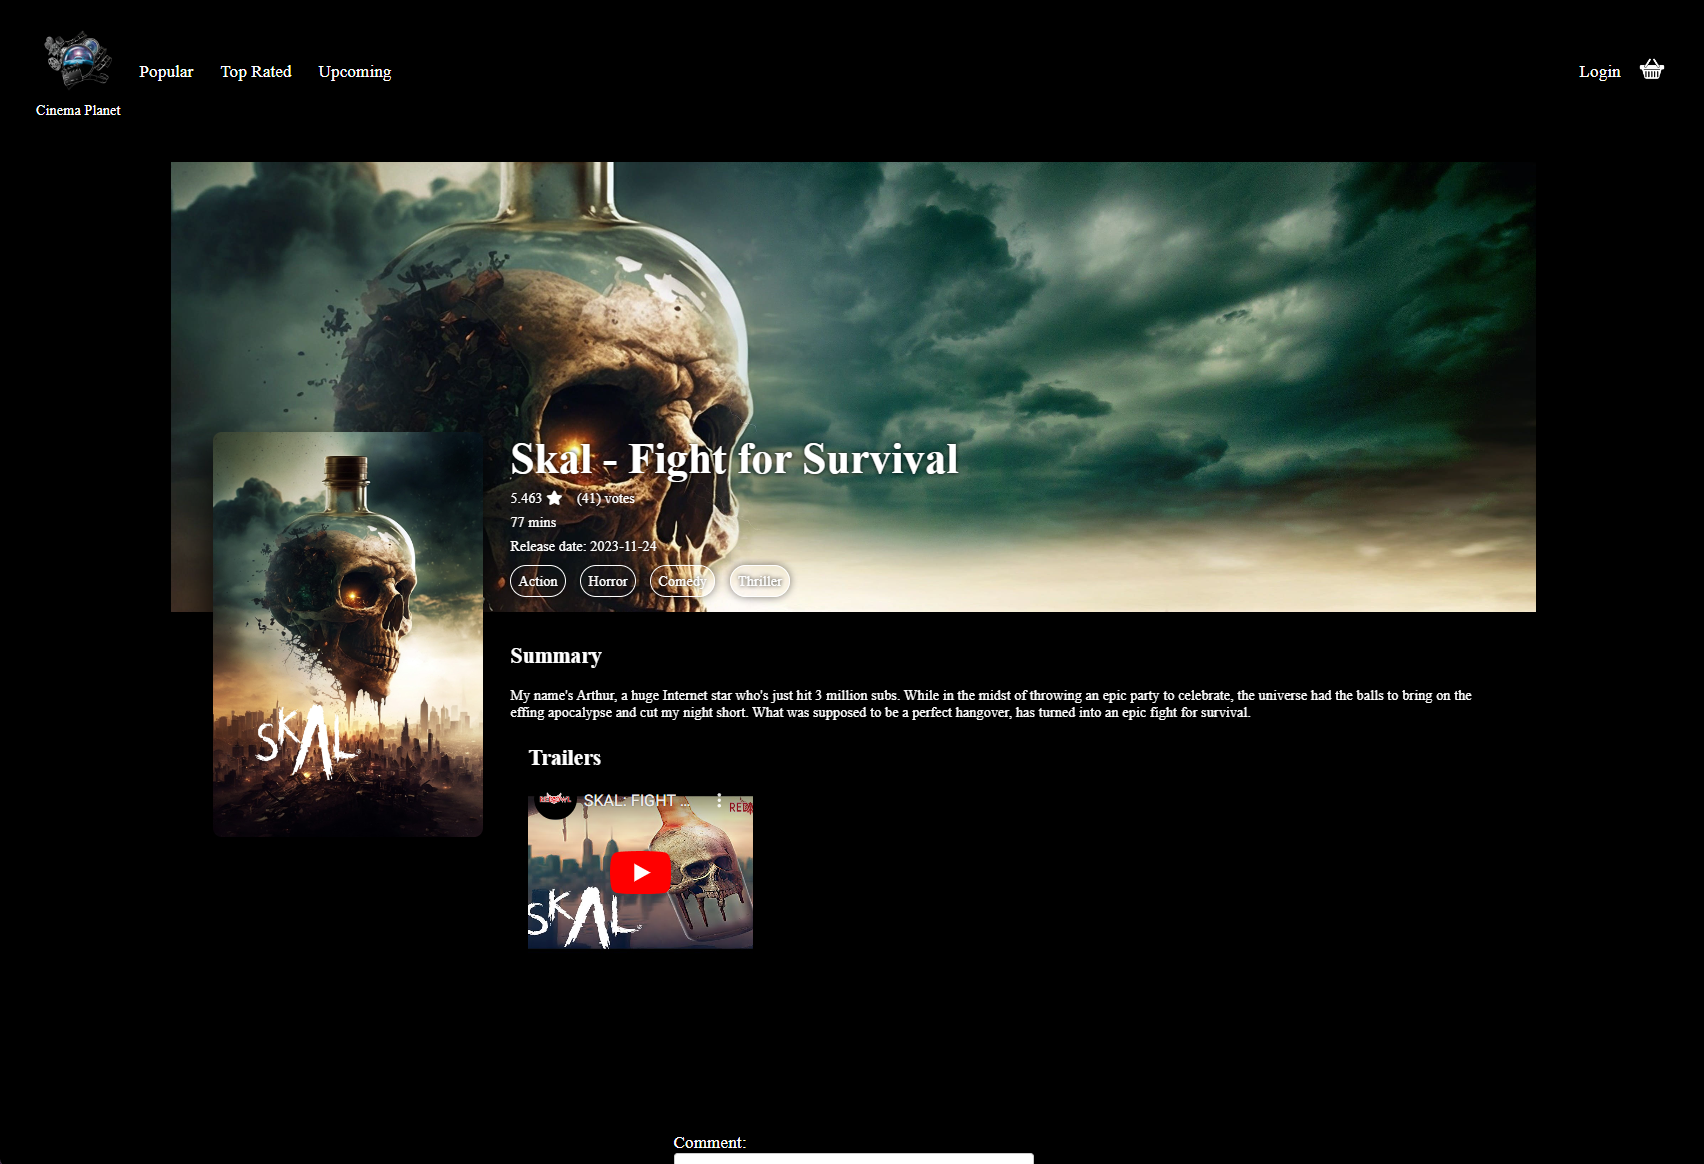 Popular Top Rated Upcoming
Login
Cinema Planet
Skal - Fight for Survival
5.463 (41) votes
77 mins
Release date: 2023-11-24
Action Horror Comedy Thriller
SKAL
Summary
My name's Arthur, a huge Internet star who's just hit 3 million subs. While in the midst of throwing an epic party to celebrate, the universe had the balls to bring on the
effing apocalypse and cut my night short. What was supposed to be a perfect hangover, has turned into an epic fight for survival.
Trailers
SKAL: FIGHT ...
SKAL
Comment: